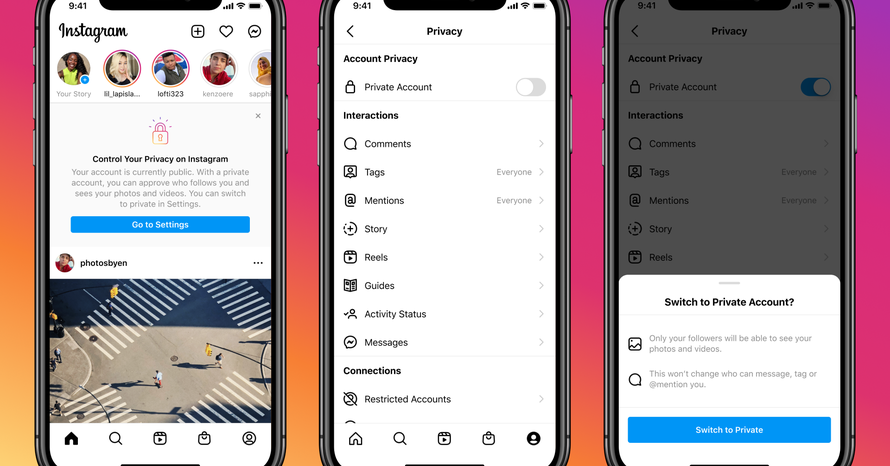 9:41
Instagram
Your Story
lil_lapisla...
lofti323
kenzoere
sapphi
Control Your Privacy on Instagram
Your account is currently public. With a private
account, you can approve who follows you and
sees your photos and videos. You can switch
to private in Settings.
Go to Settings
photosbyen
9:41
Privacy
Account Privacy
Private Account
Interactions
Comments
Tags
Everyone
Mentions
Everyone
Story
Reels
Guides
Activity Status
Messages
Connections
Restricted Accounts
9:41
Privacy
Account Privacy
Private Account
Interactions
Comments
Tags
Everyone
Mentions
Everyone
Story
Reels
Switch to Private Account?
Only your followers will be able to see your
photos and videos.
This won't change who can message, tag or
@mention you.
Switch to Private